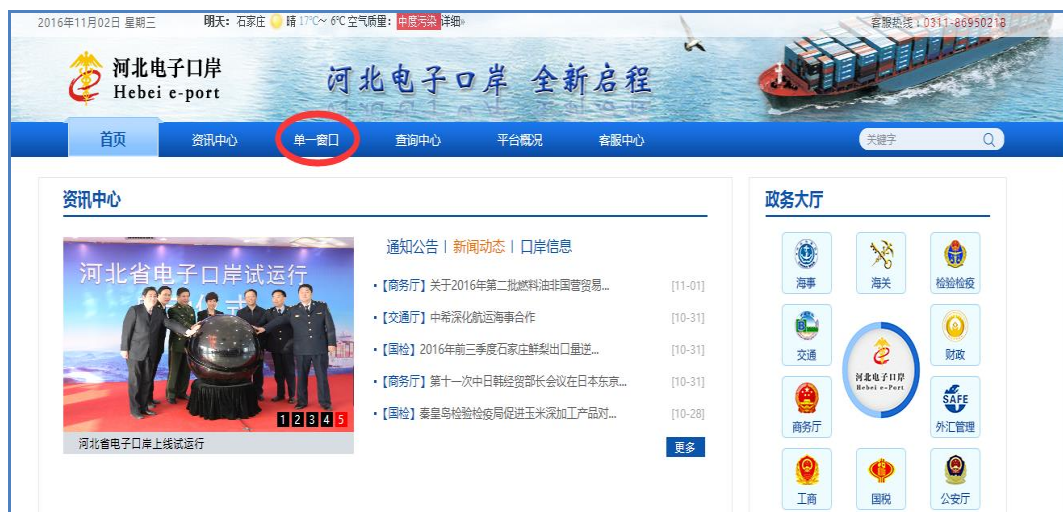 2016年11月02日 星期三 明天：石家庄 晴 17℃~ 6℃ 空气质量：中度污染 详细» 客服热线：0311-86950218
河北电子口岸
Hebei e-port
河北电子口岸 全新启程
首页 资讯中心 单一窗口 查询中心 平台概况 客服中心 关键字
资讯中心
河北省电子口岸试运行
仪式
1 2 3 4 5
河北省电子口岸上线试运行
通知公告 | 新闻动态 | 口岸信息
·【商务厅】关于2016年第二批燃料油非国营贸易... [11-01]
·【交通厅】中希深化航运海事合作 [10-31]
·【国检】2016年前三季度石家庄鲜梨出口量逆... [10-31]
·【商务厅】第十一次中日韩经贸部长会议在日本东京... [10-31]
·【国检】秦皇岛检验检疫局促进玉米深加工产品对... [10-28]
更多
政务大厅
海事 海关 检验检疫
交通 财政
河北电子口岸
Hebei e-Port
SAFE
商务厅 外汇管理
工商 国税 公安厅